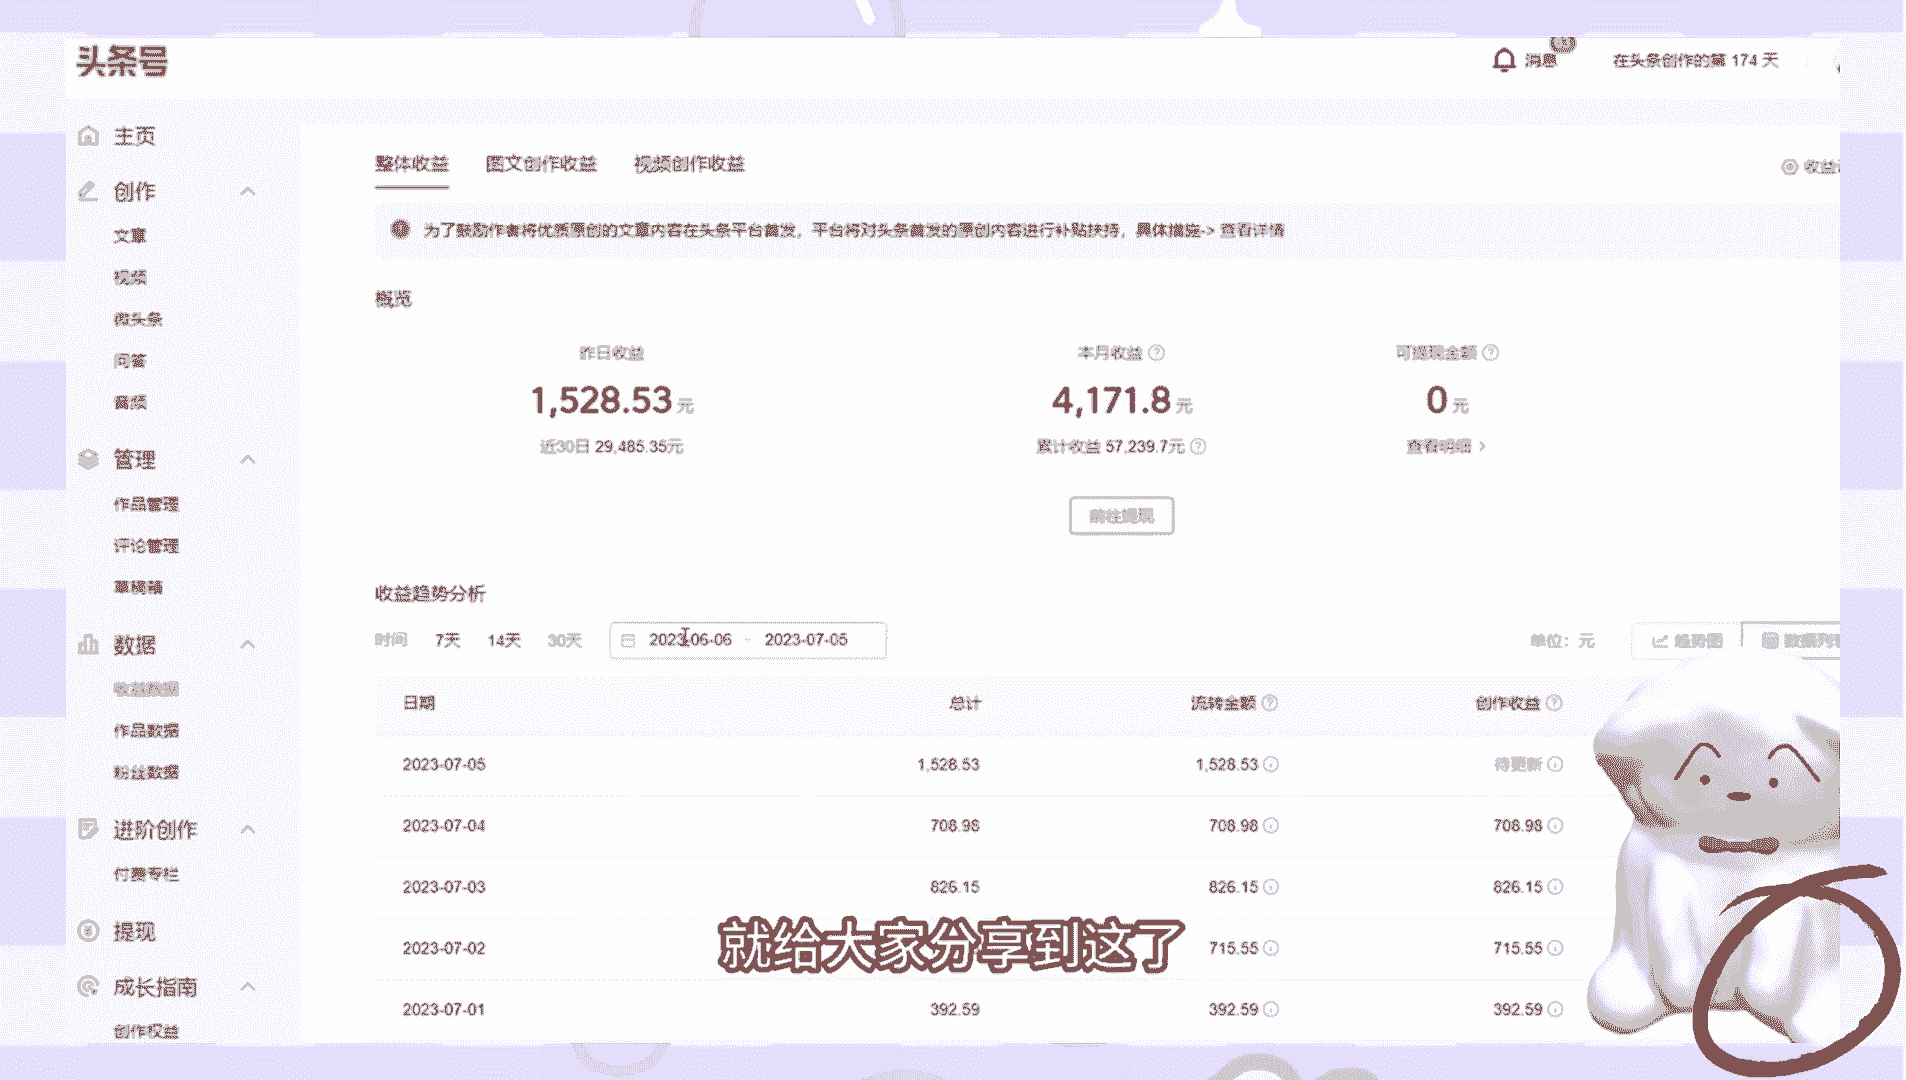 头条号
消息
在头条创作的第 174 天
主页
创作
文章
视频
微头条
问答
音频
管理
作品管理
评论管理
草稿箱
数据
收益数据
作品数据
粉丝数据
进阶创作
付费专栏
提现
成长指南
创作权益
整体收益 图文创作收益 视频创作收益
收益
为了鼓励作者将优质原创的文章内容在头条平台首发，平台将对头条首发的原创内容进行补贴扶持，具体措施-> 查看详情
概览
昨日收益 本月收益 可提现金额
1,528.53元 4,171.8元 0元
近30日 29,485.35元 累计收益 57,239.7元 查看明细 >
前往提现
收益趋势分析
时间 7天 14天 30天 2023-06-06 - 2023-07-05 单位：元 趋势图 数据列表
日期 总计 流转金额 创作收益
2023-07-05 1,528.53 1,528.53 待更新
2023-07-04 708.98 708.98 708.98
2023-07-03 826.15 826.15 826.15
2023-07-02 715.55 715.55
就给大家分享到这了
2023-07-01 392.59 392.59 392.59